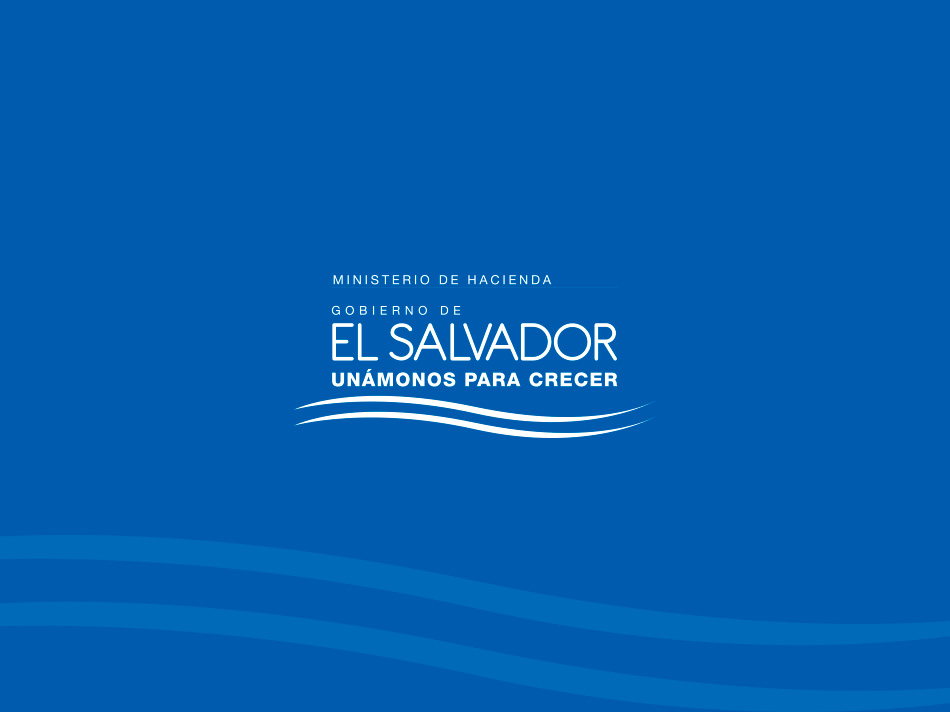 MINISTERIO DE HACIENDA
GOBIERNO DE
EL SALVADOR
UNÁMONOS PARA CRECER